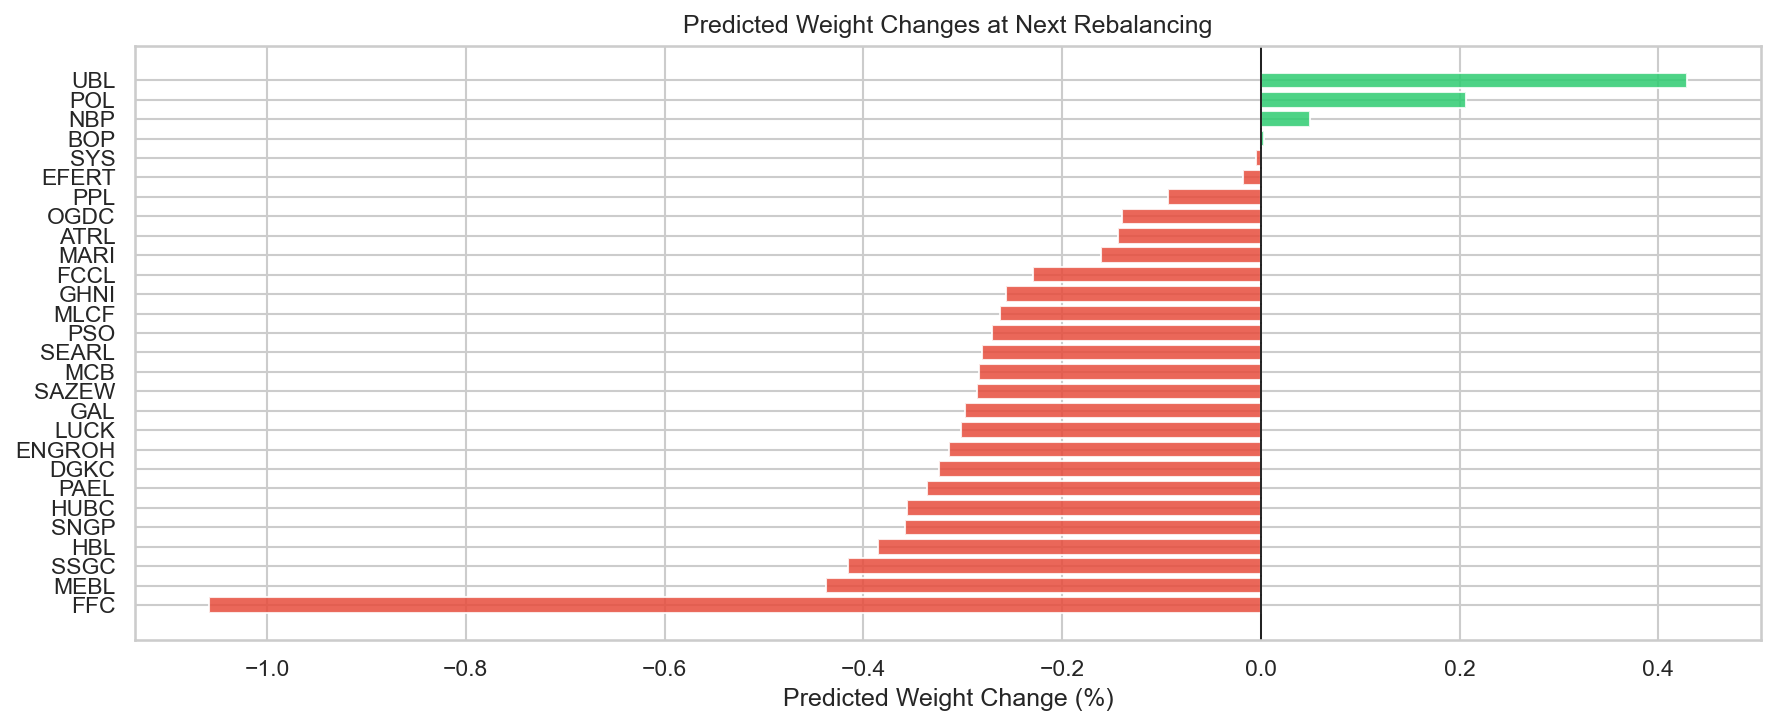 Predicted Weight Changes at Next Rebalancing
UBL
POL
NBP
BOP
SYS
EFERT
PPL
OGDC
ATRL
MARI
FCCL
GHNI
MLCF
PSO
SEARL
MCB
SAZEW
GAL
LUCK
ENGROH
DGKC
PAEL
HUBC
SNGP
HBL
SSGC
MEBL
FFC
−1.0 −0.8 −0.6 −0.4 −0.2 0.0 0.2 0.4
Predicted Weight Change (%)